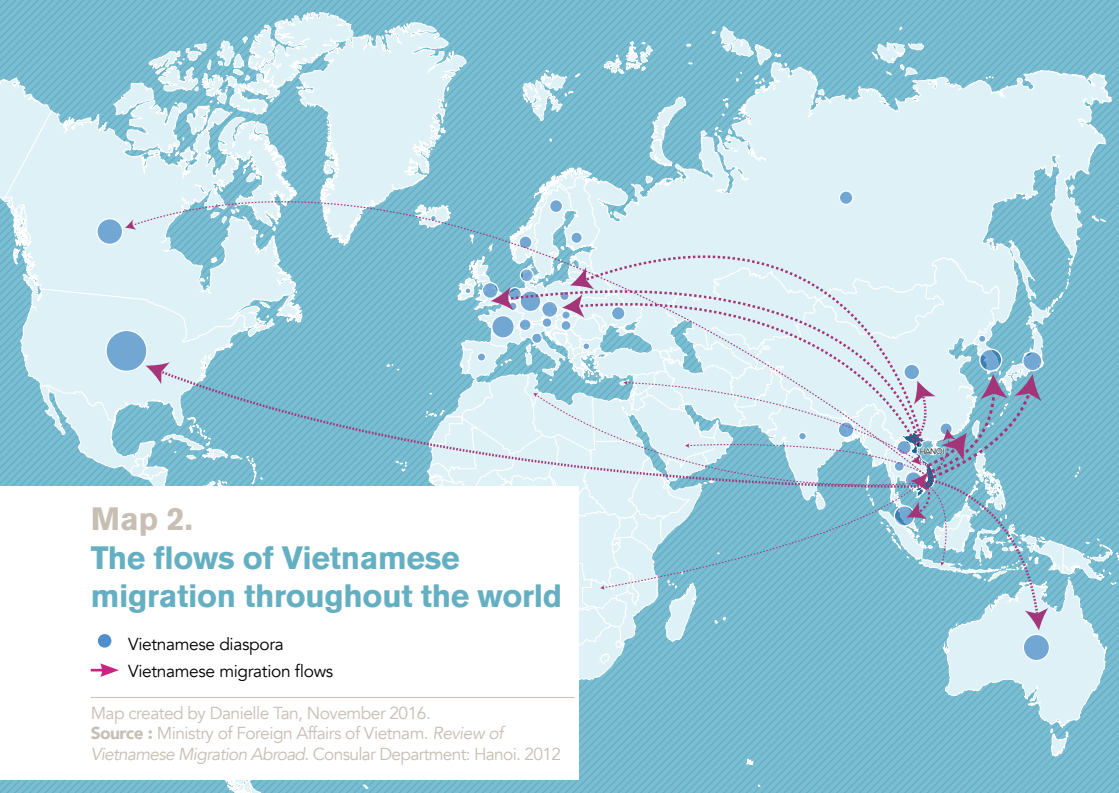 HANOI
Map 2.
The flows of Vietnamese
migration throughout the world
Vietnamese diaspora
Vietnamese migration flows
Map created by Danielle Tan, November 2016.
Source : Ministry of Foreign Affairs of Vietnam. Review of
Vietnamese Migration Abroad. Consular Department: Hanoi. 2012